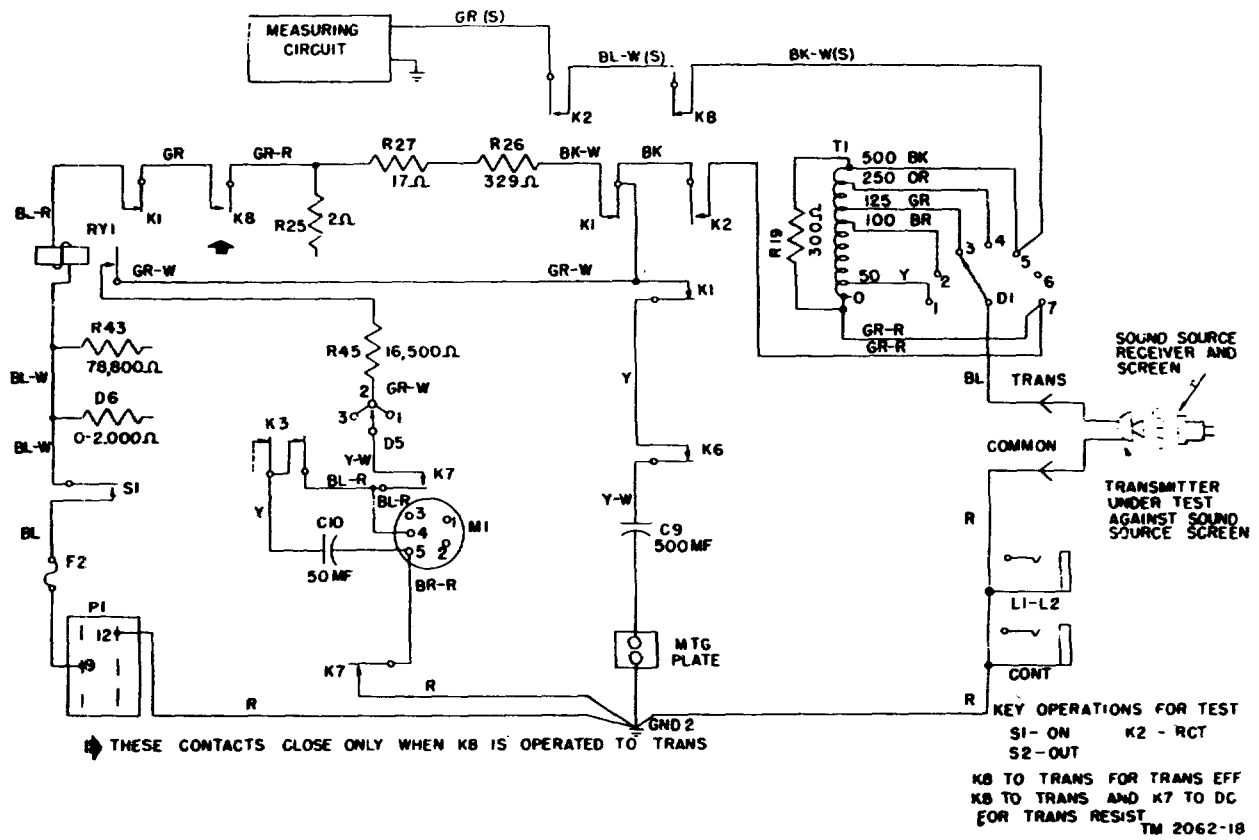 GR (S)
MEASURING
CIRCUIT
BL-W (S)
BK-W(S)
K2
K8
GR
GR-R
R27
17Ω
R26
329Ω
BK-W
BK
T1
500 BK
250 OR
125 GR
100 BR
50 Y
0
BL-R
K1
K8
R25
2Ω
K1
K2
R19
300Ω
3
4
5
2
6
1
D1
7
RY1
GR-W
GR-W
K1
GR-R
GR-R
R43
78,800Ω
R45
16,500Ω
SOUND SOURCE
RECEIVER AND
SCREEN
BL-W
D6
0-2,000Ω
2
GR-W
3
1
D5
Y
BL
TRANS
BL-W
K3
Y-W
BL-R
K7
K6
COMMON
S1
BL-R
Y
3
1
4
2
5
M1
Y-W
TRANSMITTER
UNDER TEST
AGAINST SOUND
SOURCE SCREEN
BL
C10
50MF
C9
500MF
R
F2
BR-R
L1-L2
P1
12
9
MTG
PLATE
K7
R
CONT
R
GND 2
R
THESE CONTACTS CLOSE ONLY WHEN K8 IS OPERATED TO TRANS
KEY OPERATIONS FOR TEST
S1- ON K2 - RCT
S2-OUT
K8 TO TRANS FOR TRANS EFF
K8 TO TRANS AND K7 TO DC
FOR TRANS RESIST
TM 2062-18